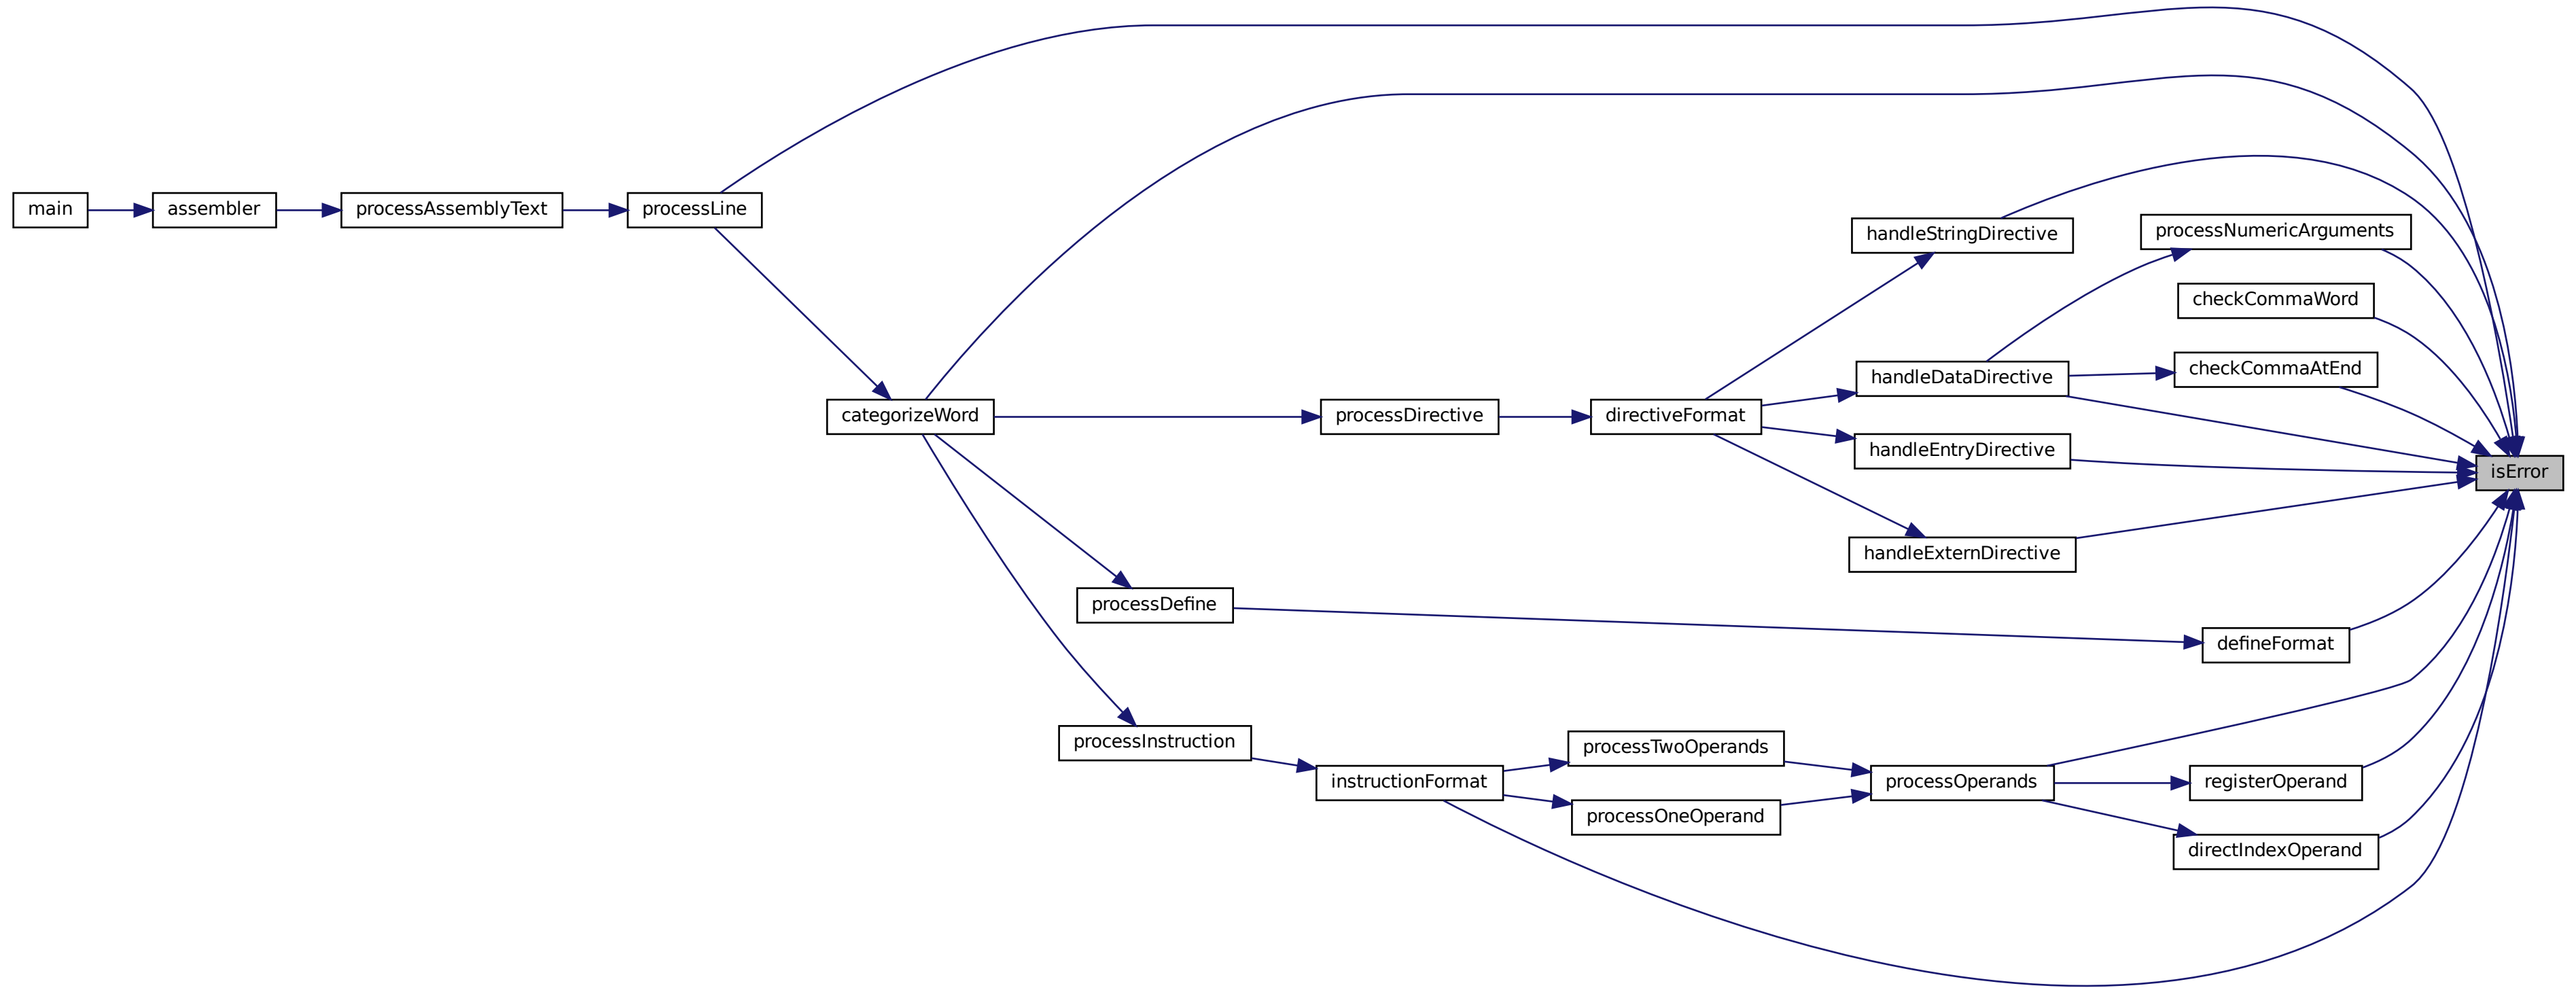 main
assembler
processAssemblyText
processLine
categorizeWord
processDirective
directiveFormat
handleStringDirective
processNumericArguments
checkCommaWord
checkCommaAtEnd
handleDataDirective
handleEntryDirective
isError
handleExternDirective
processDefine
defineFormat
processInstruction
instructionFormat
processTwoOperands
processOneOperand
processOperands
registerOperand
directIndexOperand